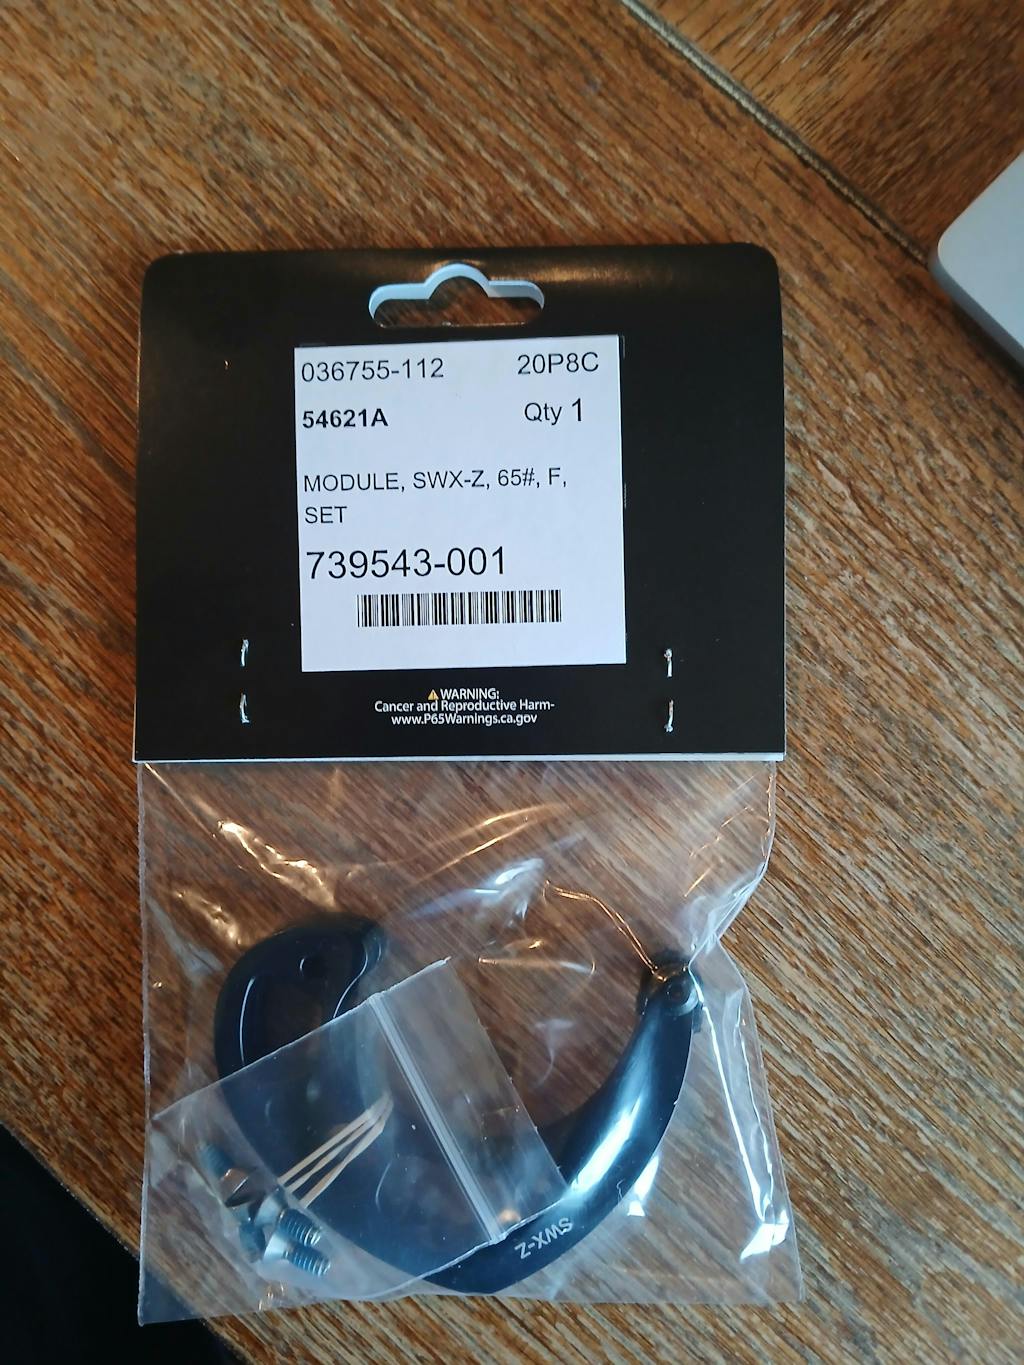 036755-112 20P8C
54621A Qty 1
MODULE, SWX-Z, 65#, F,
SET
739543-001
WARNING:
Cancer and Reproductive Harm-
www.P65Warnings.ca.gov
SWX-Z